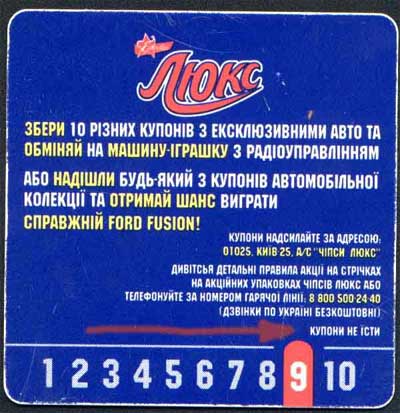 Люкс
ЗБЕРИ 10 РІЗНИХ КУПОНІВ З ЕКСКЛЮЗИВНИМИ АВТО ТА
ОБМІНЯЙ НА МАШИНУ-ІГРАШКУ З РАДІОУПРАВЛІННЯМ
АБО НАДІШЛИ БУДЬ-ЯКИЙ З КУПОНІВ АВТОМОБІЛЬНОЇ
КОЛЕКЦІЇ ТА ОТРИМАЙ ШАНС ВИГРАТИ
СПРАВЖНІЙ FORD FUSION!
КУПОНИ НАДСИЛАЙТЕ ЗА АДРЕСОЮ:
01025, КИЇВ-25, А/С "ЧІПСИ ЛЮКС"
ДИВІТЬСЯ ДЕТАЛЬНІ ПРАВИЛА АКЦІЇ НА СТРІЧКАХ
НА АКЦІЙНИХ УПАКОВКАХ ЧІПСІВ ЛЮКС АБО
ТЕЛЕФОНУЙТЕ ЗА НОМЕРОМ ГАРЯЧОЇ ЛІНІЇ: 8 800 500-24-40
(ДЗВІНКИ ПО УКРАЇНІ БЕЗКОШТОВНІ)
КУПОНИ НЕ ЇСТИ
1 2 3 4 5 6 7 8 9 10